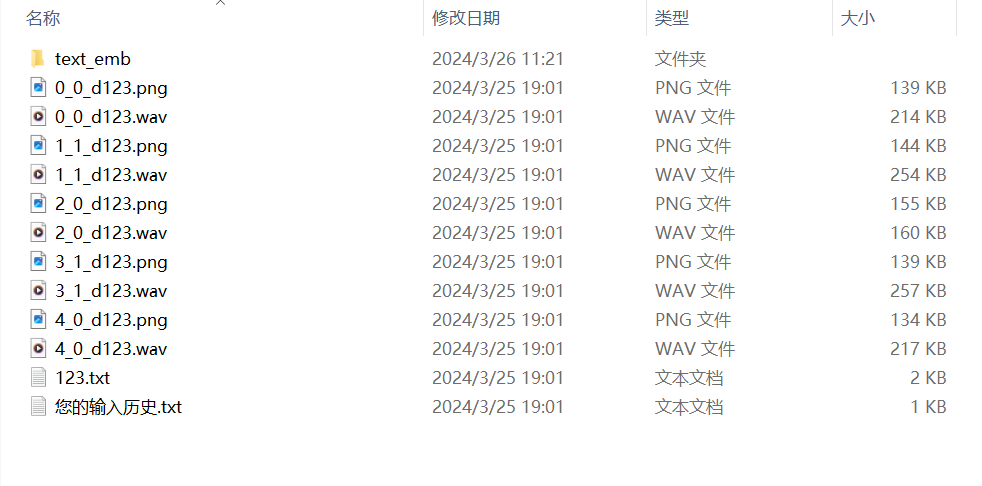 名称 修改日期 类型 大小
text_emb 2024/3/26 11:21 文件夹
0_0_d123.png 2024/3/25 19:01 PNG 文件 139 KB
0_0_d123.wav 2024/3/25 19:01 WAV 文件 214 KB
1_1_d123.png 2024/3/25 19:01 PNG 文件 144 KB
1_1_d123.wav 2024/3/25 19:01 WAV 文件 254 KB
2_0_d123.png 2024/3/25 19:01 PNG 文件 155 KB
2_0_d123.wav 2024/3/25 19:01 WAV 文件 160 KB
3_1_d123.png 2024/3/25 19:01 PNG 文件 139 KB
3_1_d123.wav 2024/3/25 19:01 WAV 文件 257 KB
4_0_d123.png 2024/3/25 19:01 PNG 文件 134 KB
4_0_d123.wav 2024/3/25 19:01 WAV 文件 217 KB
123.txt 2024/3/25 19:01 文本文档 2 KB
您的输入历史.txt 2024/3/25 19:01 文本文档 1 KB